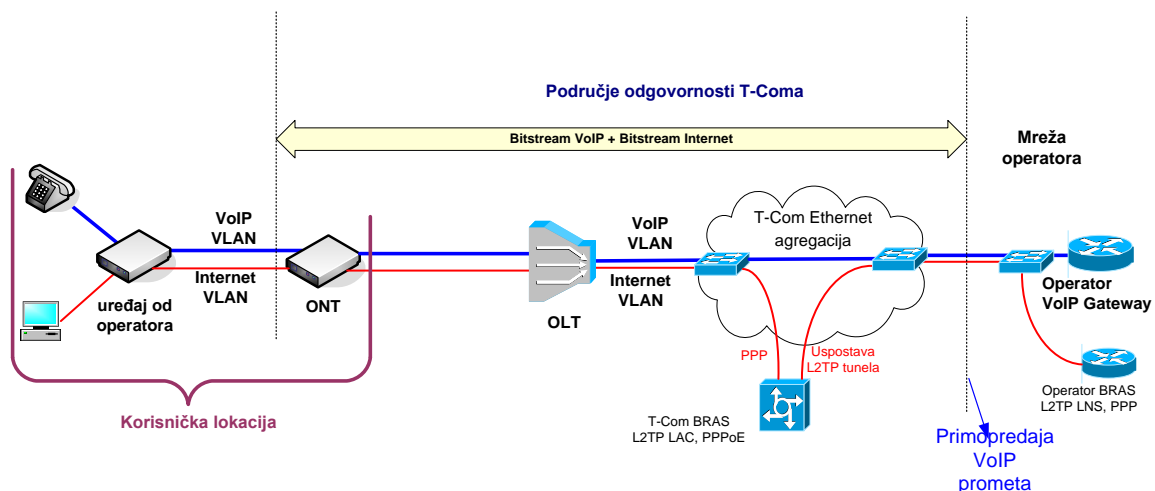 Područje odgovornosti T-Coma
Bitstream VoIP + Bitstream Internet
Mreža
operatora
VoIP
VLAN
Internet
VLAN
uređaj od
operatora
ONT
OLT
VoIP
VLAN
Internet
VLAN
T-Com Ethernet
agregacija
PPP
Uspostava
L2TP tunela
T-Com BRAS
L2TP LAC, PPPoE
Operator
VoIP Gateway
Operator BRAS
L2TP LNS, PPP
Korisnička lokacija
Primopredaja
VoIP
prometa